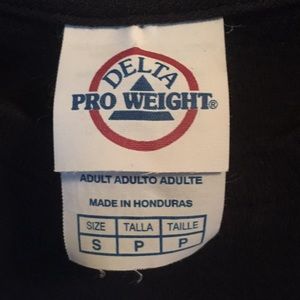 DELTA
PRO WEIGHT®
ADULT ADULTO ADULTE
MADE IN HONDURAS
SIZE TALLA TAILLE
S P P